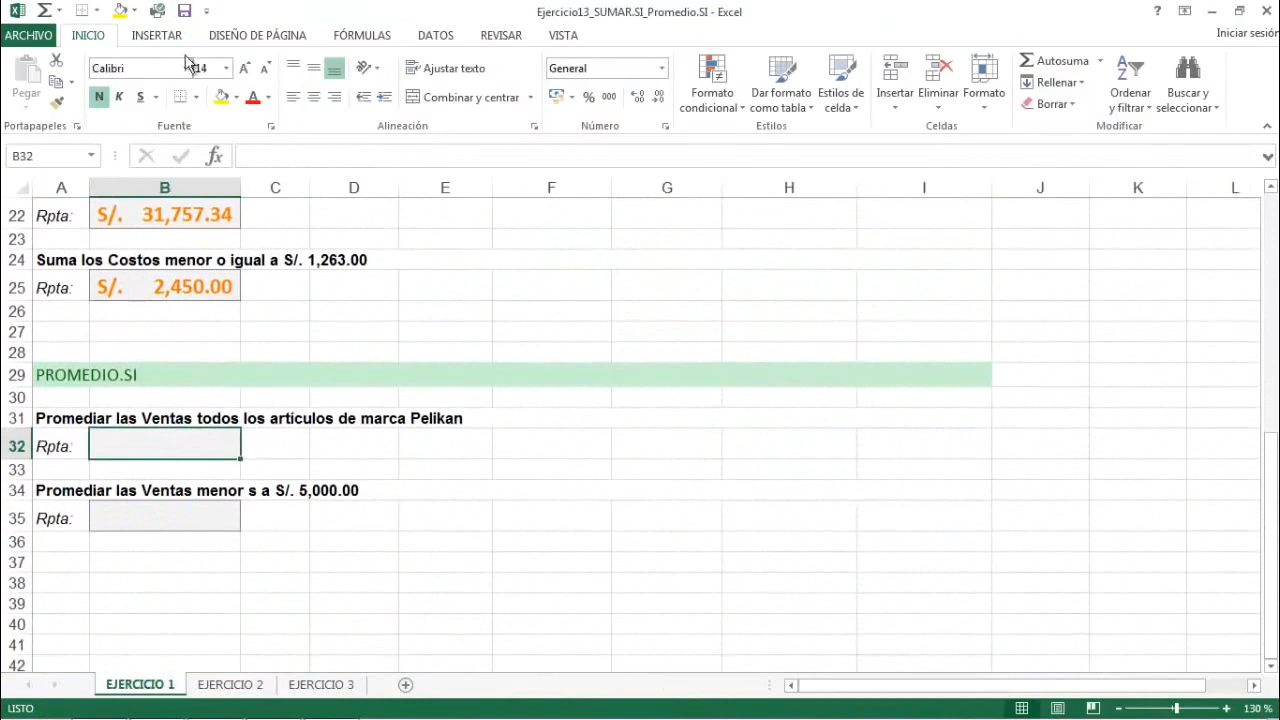 Ejercicio13_SUMAR.SI_Promedio.SI - Excel
ARCHIVO INICIO INSERTAR DISEÑO DE PÁGINA FÓRMULAS DATOS REVISAR VISTA Iniciar sesión
Calibri 14 Ajustar texto General Autosuma
Pegar N K S Combinar y centrar % 000 Formato condicional Dar formato como tabla Estilos de celda Insertar Eliminar Formato Rellenar Borrar Ordenar y filtrar Buscar y seleccionar
Portapapeles Fuente Alineación Número Estilos Celdas Modificar
B32 fx
A B C D E F G H I J K L
22 Rpta: S/. 31,757.34
23
24 Suma los Costos menor o igual a S/. 1,263.00
25 Rpta: S/. 2,450.00
26
27
28
29 PROMEDIO.SI
30
31 Promediar las Ventas todos los artículos de marca Pelikan
32 Rpta:
33
34 Promediar las Ventas menor s a S/. 5,000.00
35 Rpta:
36
37
38
39
40
41
42
EJERCICIO 1 EJERCICIO 2 EJERCICIO 3
LISTO 130 %